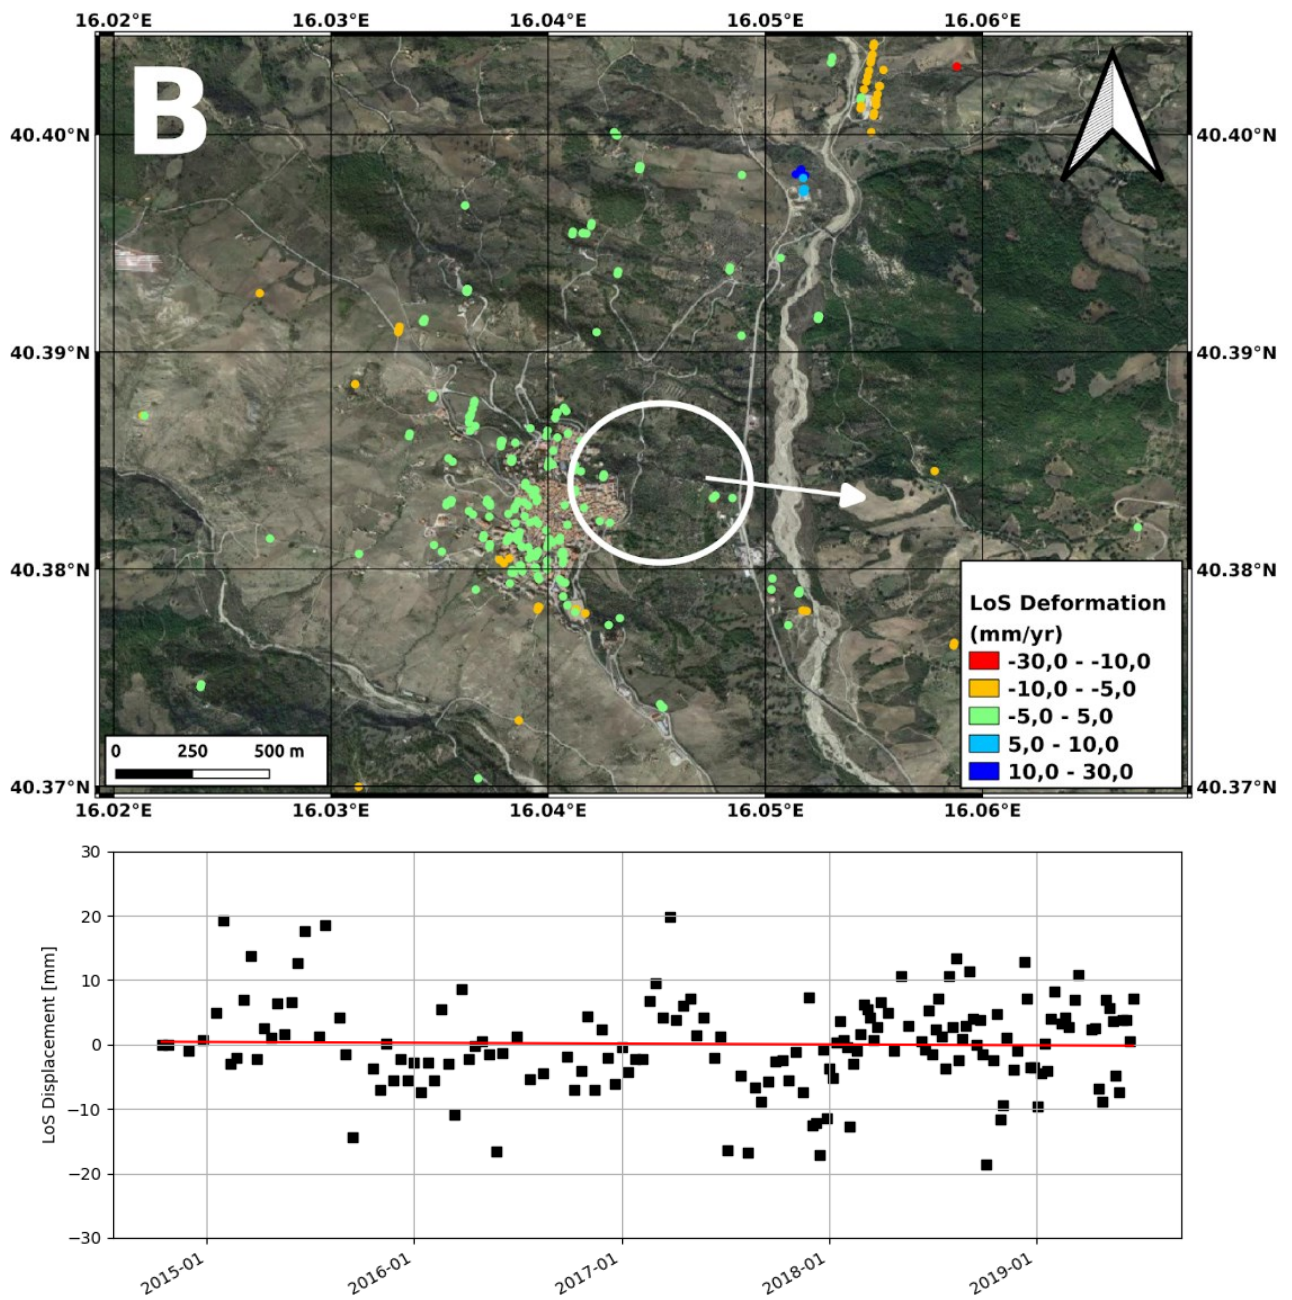 16.02°E 16.03°E 16.04°E 16.05°E 16.06°E
B
40.40°N 40.40°N
40.39°N 40.39°N
40.38°N 40.38°N
LoS Deformation
(mm/yr)
-30,0 - -10,0
-10,0 - -5,0
-5,0 - 5,0
5,0 - 10,0
10,0 - 30,0
0 250 500 m
40.37°N 40.37°N
16.02°E 16.03°E 16.04°E 16.05°E 16.06°E
LoS Displacement [mm]
30
20
10
0
−10
−20
−30
2015-01 2016-01 2017-01 2018-01 2019-01